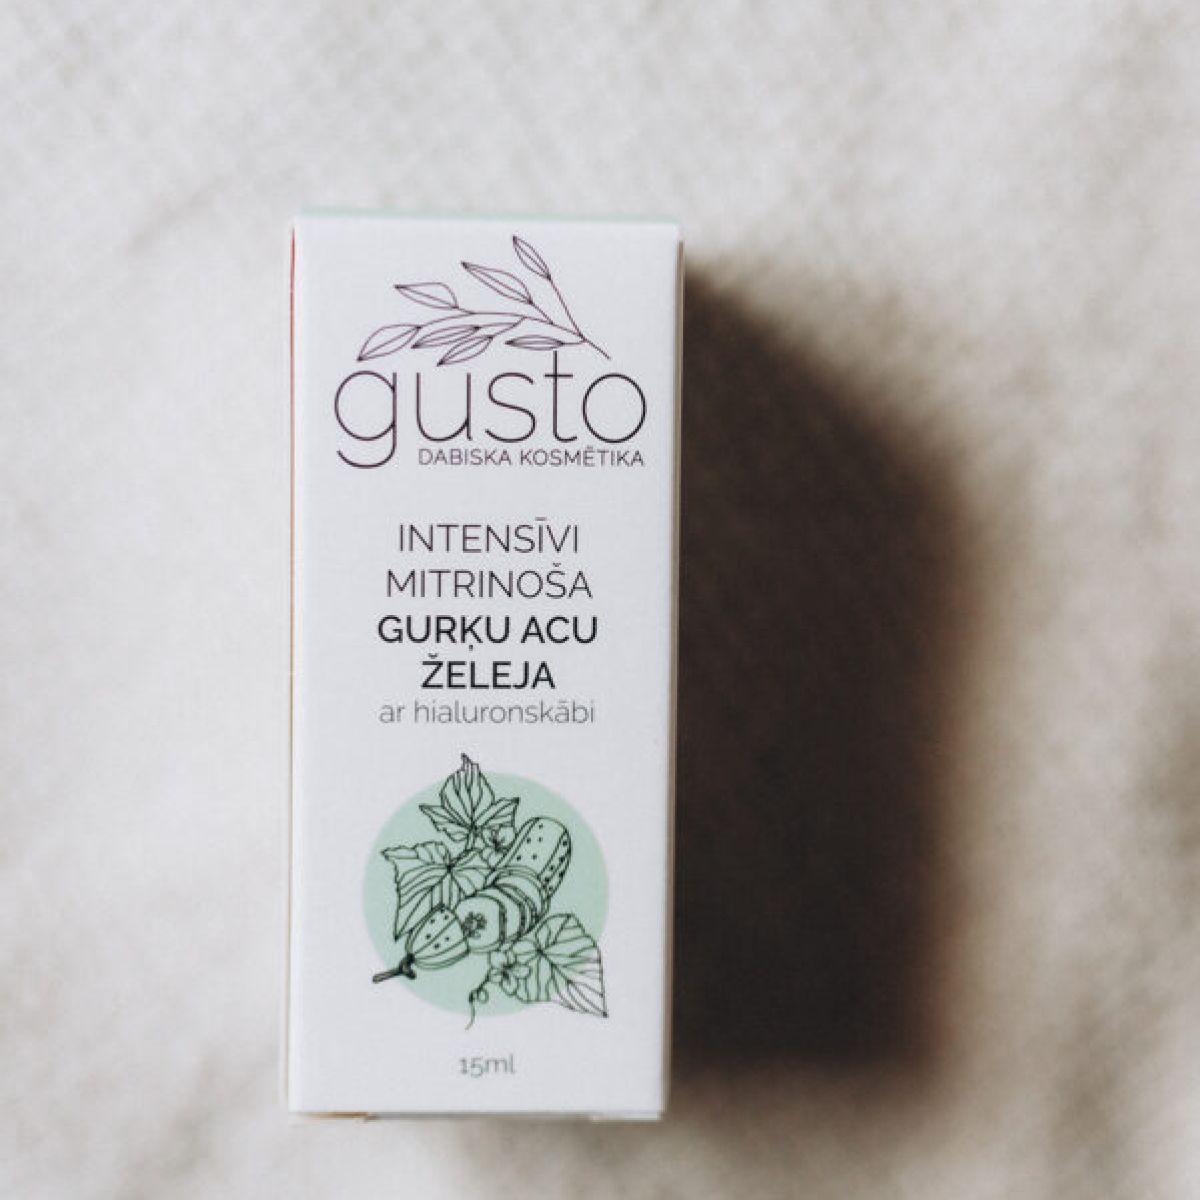 gusto
DABISKA KOSMĒTIKA
INTENSĪVI
MITRINOŠA
GURĶU ACU
ŽELEJA
ar hialuronskābi
15ml